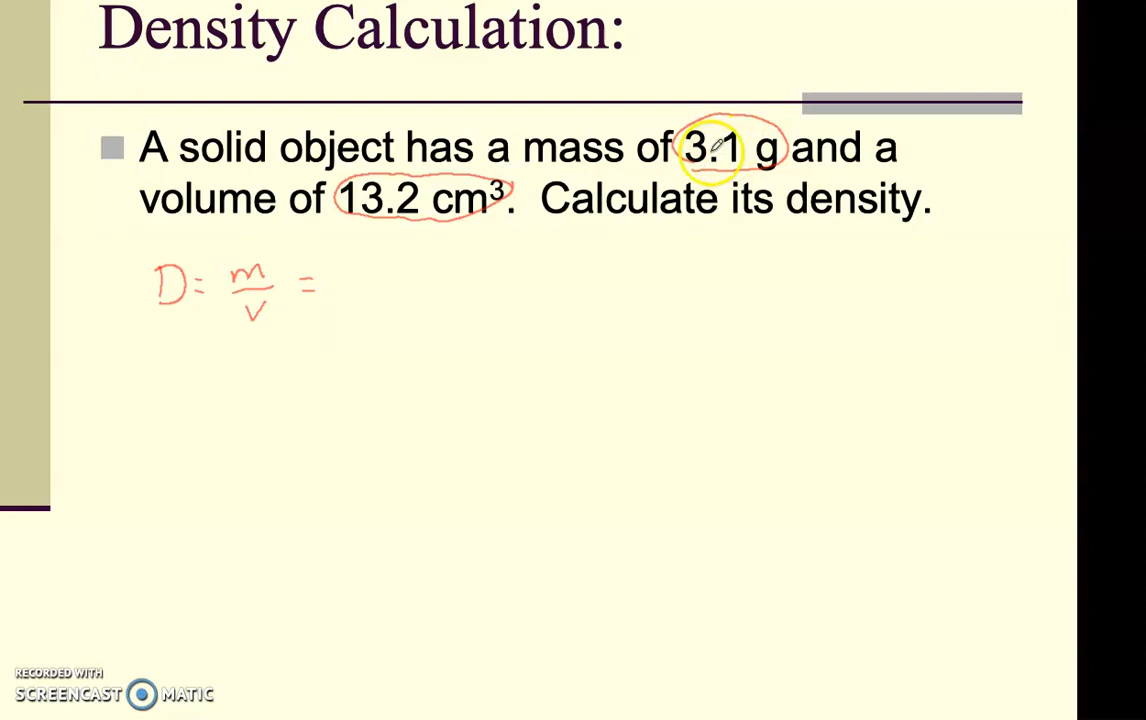 Density Calculation:
A solid object has a mass of 3.1 g and a
volume of 13.2 cm³. Calculate its density.
D = m/v =
RECORDED WITH
SCREENCAST MATIC